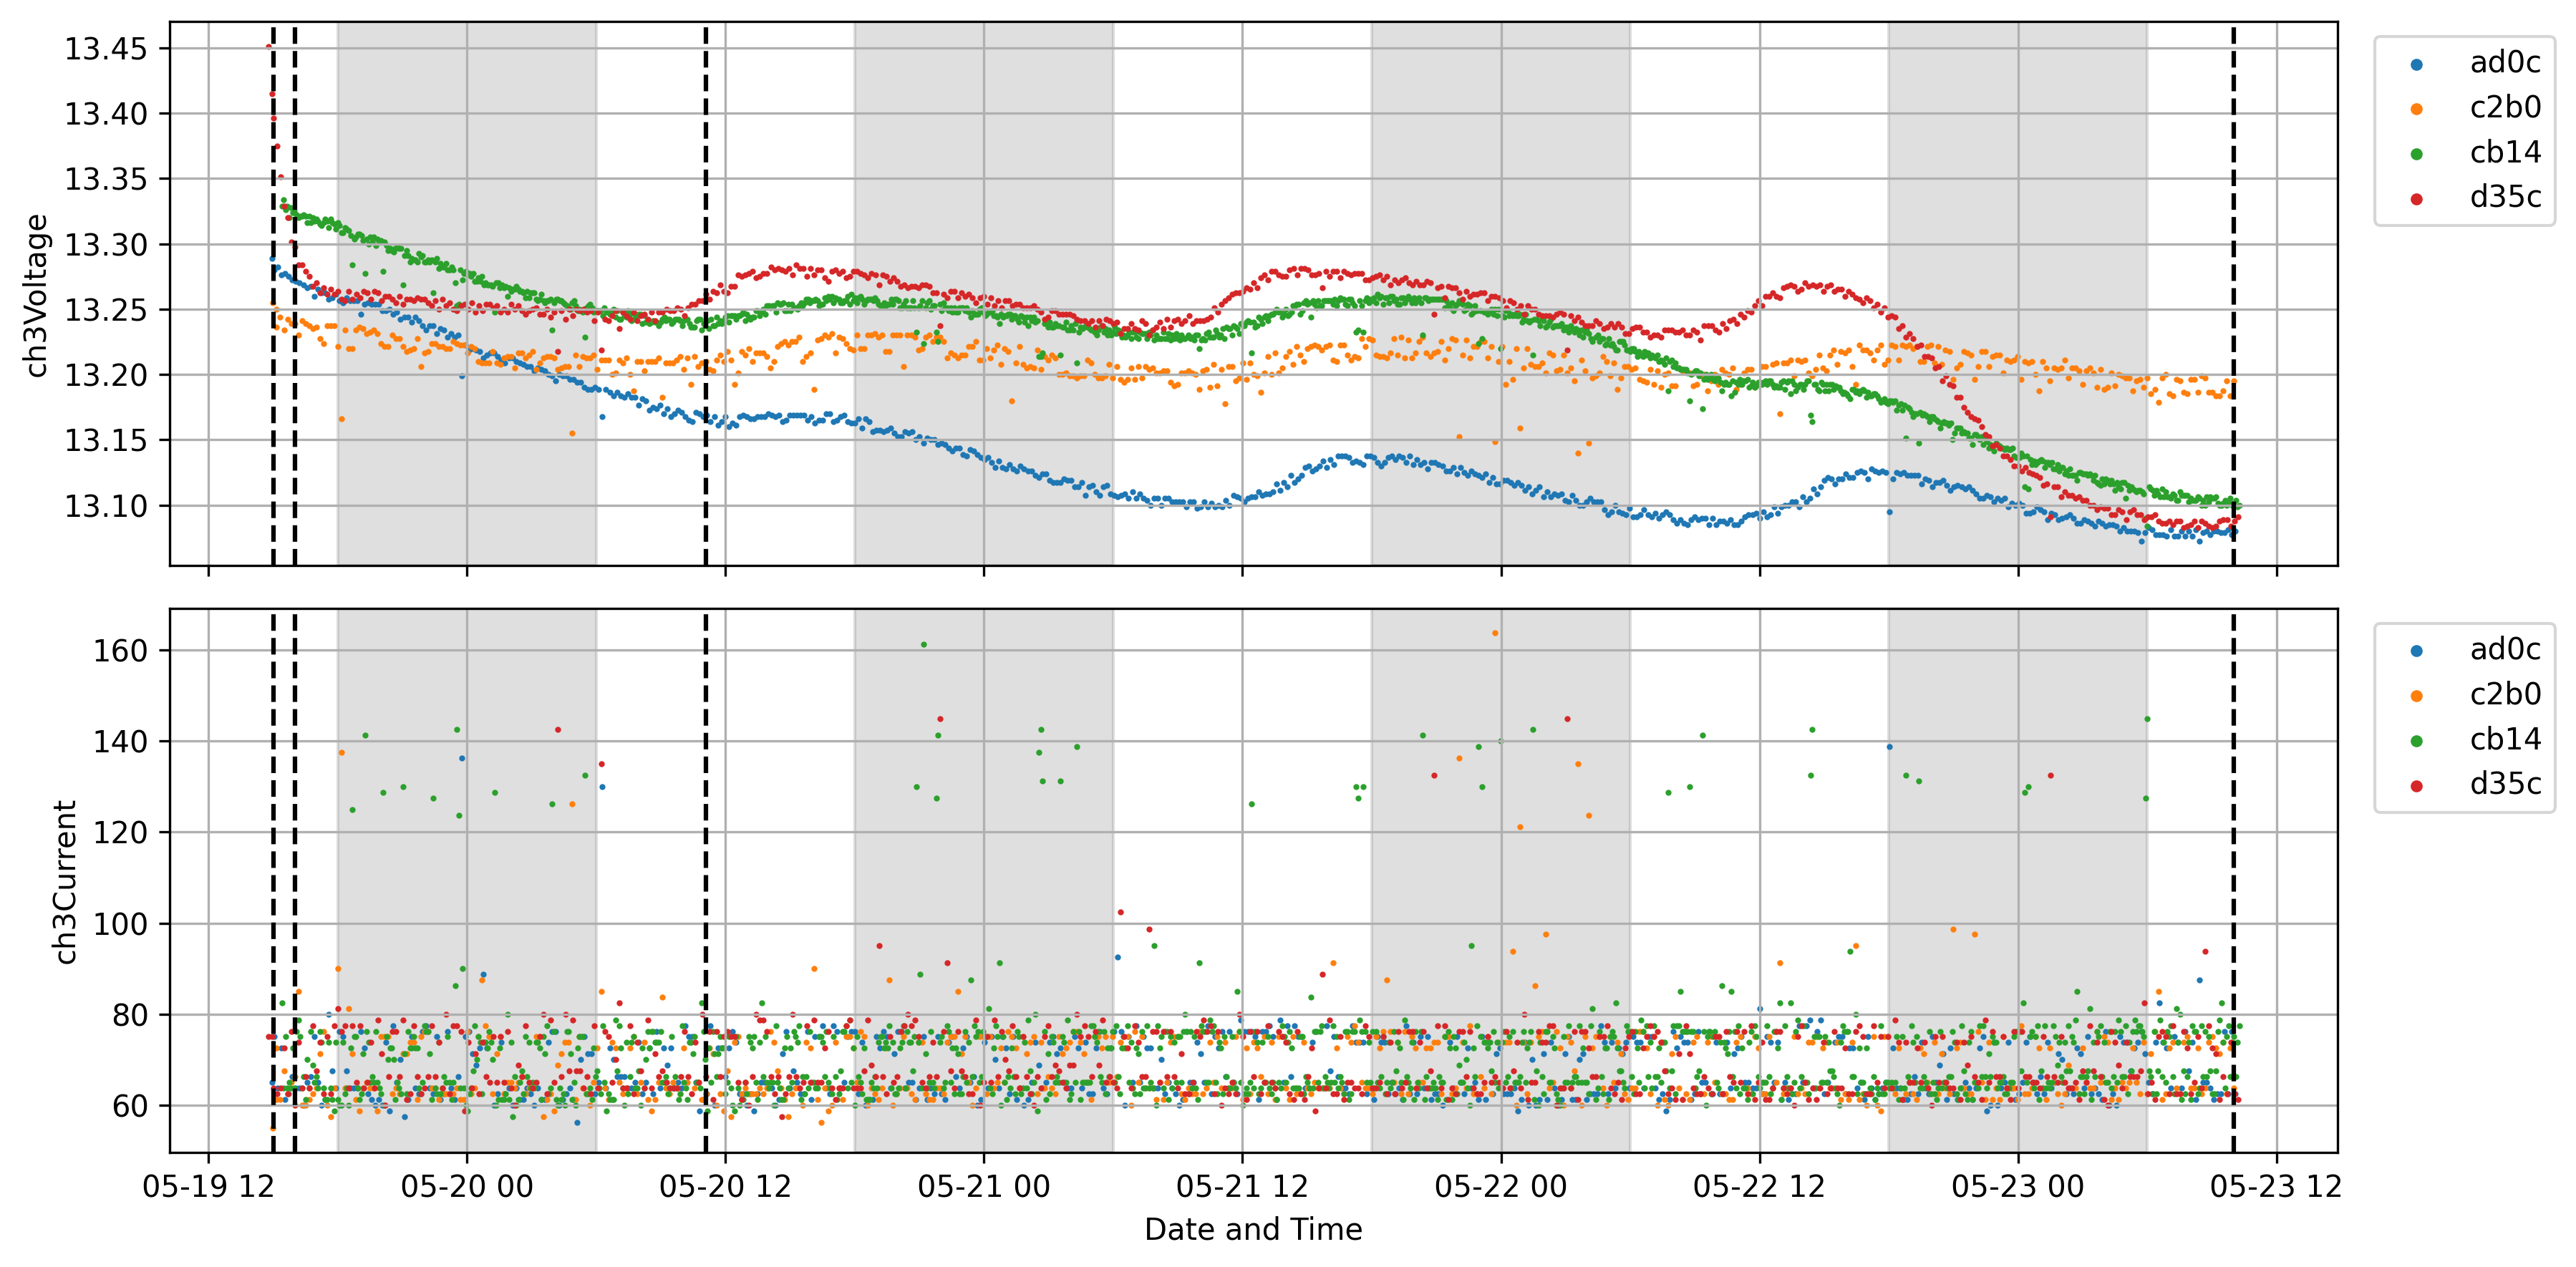 13.45
13.40
13.35
13.30
13.25
13.20
13.15
13.10
ch3Voltage
ad0c
c2b0
cb14
d35c
160
140
120
100
80
60
ch3Current
ad0c
c2b0
cb14
d35c
05-19 12
05-20 00
05-20 12
05-21 00
05-21 12
05-22 00
05-22 12
05-23 00
05-23 12
Date and Time